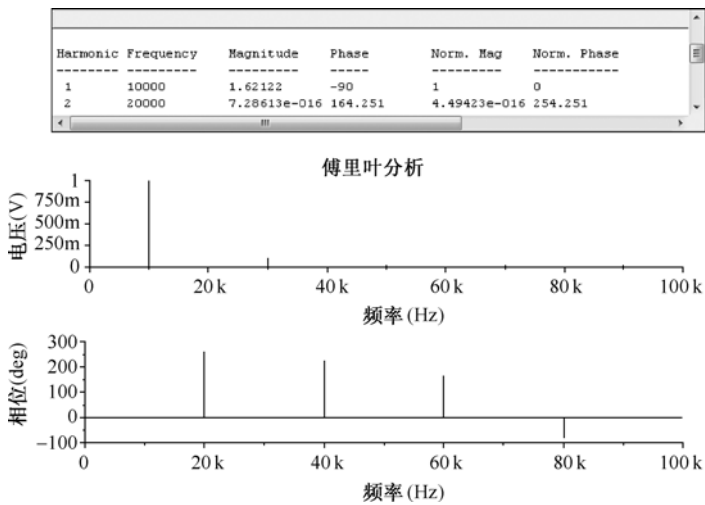 Harmonic Frequency Magnitude Phase Norm. Mag Norm. Phase
-------- --------- --------- ----- --------- -----------
1 10000 1.62122 -90 1 0
2 20000 7.28613e-016 164.251 4.49423e-016 254.251
傅里叶分析
电压(V)
1
750m
500m
250m
0
0 20k 40k 60k 80k 100k
频率(Hz)
相位(deg)
300
200
100
0
-100
0 20k 40k 60k 80k 100k
频率(Hz)